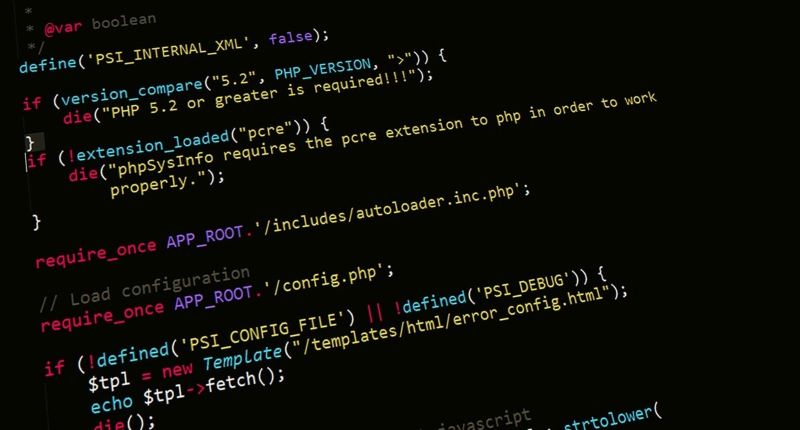 *
* @var boolean
*/
define('PSI_INTERNAL_XML', false);
if (version_compare("5.2", PHP_VERSION, ">")) {
die("PHP 5.2 or greater is required!!!");
}
if (!extension_loaded("pcre")) {
die("phpSysInfo requires the pcre extension to php in order to work
properly.");
}
require_once APP_ROOT.'/includes/autoloader.inc.php';
// Load configuration
require_once APP_ROOT.'/config.php';
if (!defined('PSI_CONFIG_FILE') || !defined('PSI_DEBUG')) {
$tpl = new Template("/templates/html/error_config.html");
echo $tpl->fetch();
die();
javascript
strtolower(